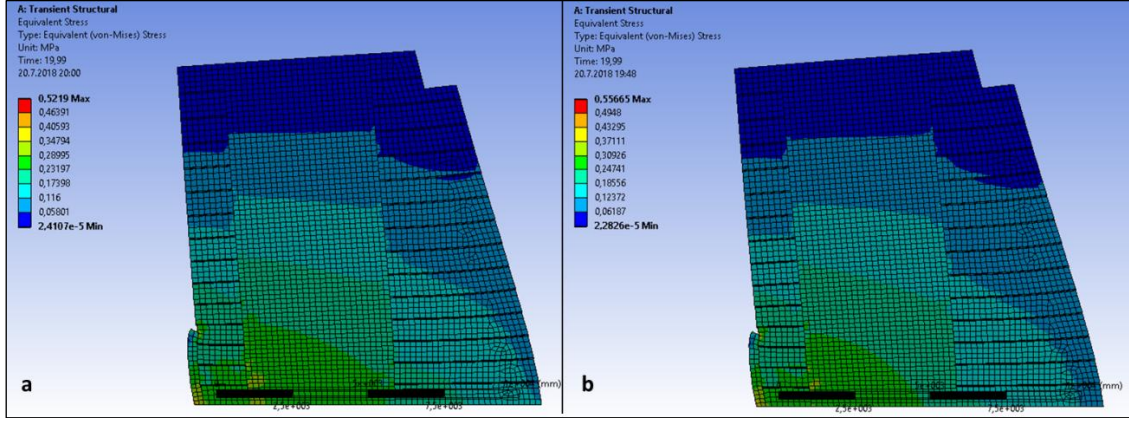 A: Transient Structural
Equivalent Stress
Type: Equivalent (von-Mises) Stress
Unit: MPa
Time: 19,99
20.7.2018 20:00
0,5219 Max
0,46391
0,40593
0,34794
0,28995
0,23197
0,17398
0,116
0,05801
2,4107e-5 Min
a
2,5e+003
7,5e+003
(mm)
A: Transient Structural
Equivalent Stress
Type: Equivalent (von-Mises) Stress
Unit: MPa
Time: 19,99
20.7.2018 19:48
0,55665 Max
0,4948
0,43295
0,37111
0,30926
0,24741
0,18556
0,12372
0,06187
2,2826e-5 Min
b
2,5e+003
7,5e+003
(mm)